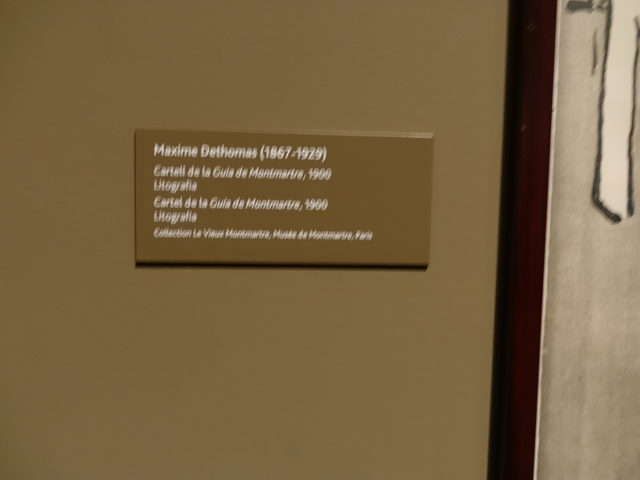 Maxime Dethomas (1867-1929)
Cartell de la Guia de Montmartre, 1900
Litografia
Cartel de la Guía de Montmartre, 1900
Litografía
Collection Le Vieux Montmartre, Musée de Montmartre, Paris